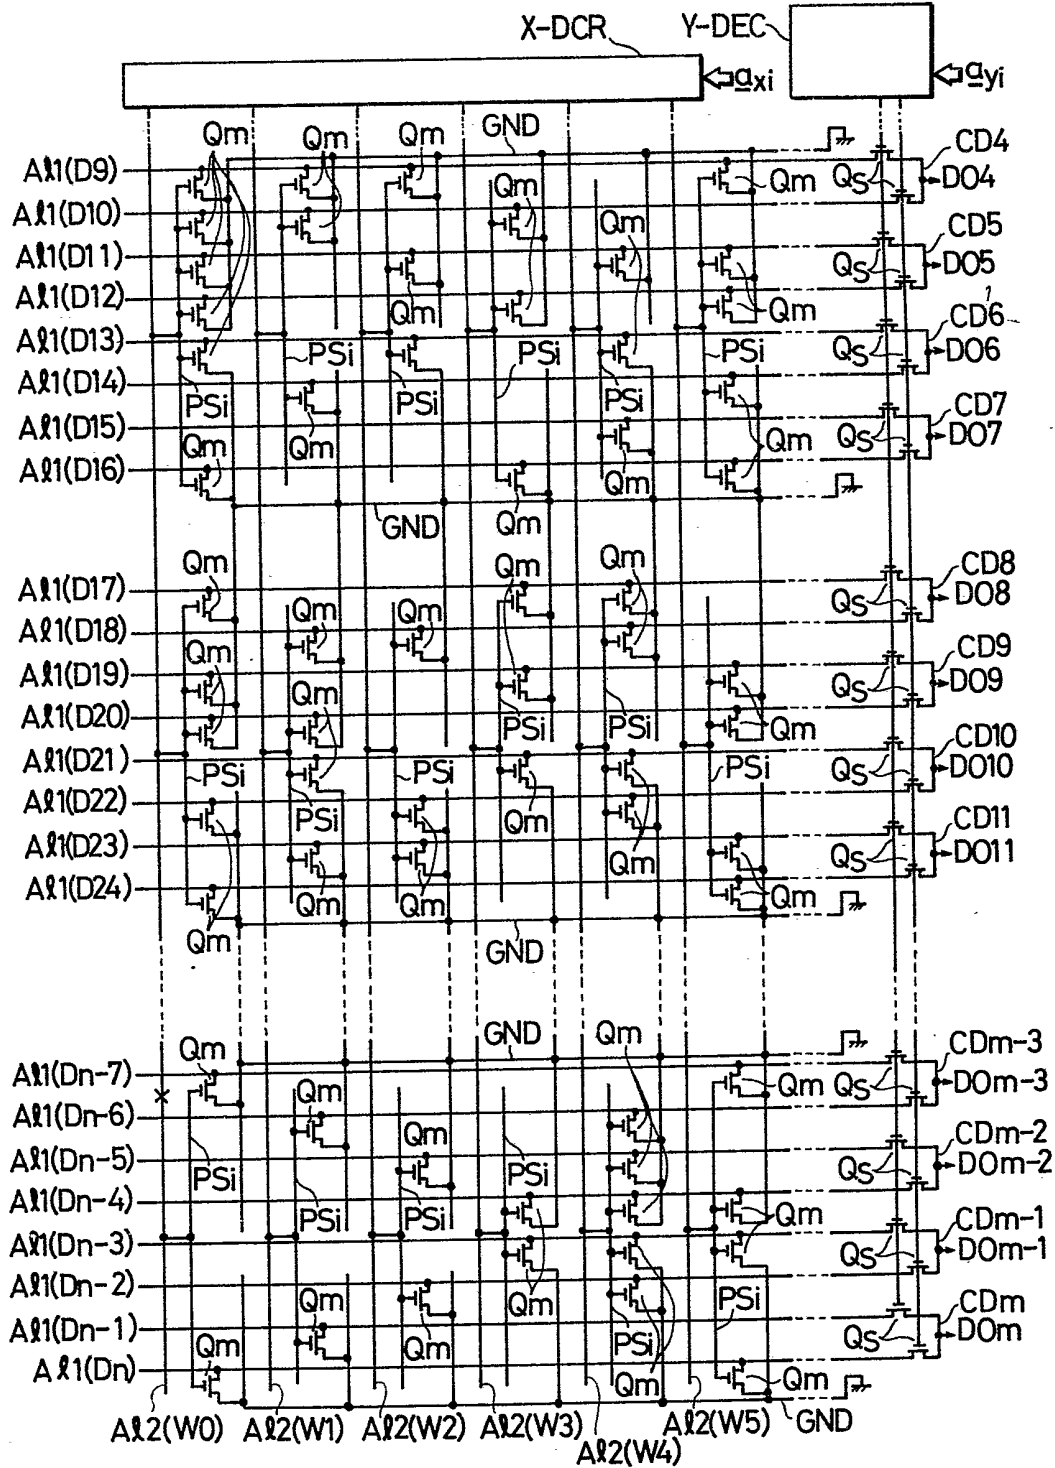 X-DCR Y-DEC
axi ayi
Qm Qm Qm GND CD4
Aℓ1(D9) Qm Qm QS DO4
Aℓ1(D10) Qm CD5
Aℓ1(D11) QS DO5
Aℓ1(D12) Qm Qm CD6
Aℓ1(D13) PSi PSi PSi QS DO6
Aℓ1(D14) PSi PSi PSi CD7
Aℓ1(D15) Qm Qm Qm QS DO7
Aℓ1(D16) Qm Qm
GND Qm
Qm Qm Qm CD8
Aℓ1(D17) Qm Qm QS DO8
Aℓ1(D18) Qm CD9
Aℓ1(D19) Qm QS DO9
Aℓ1(D20) PSi PSi Qm CD10
Aℓ1(D21) PSi PSi PSi QS DO10
Aℓ1(D22) PSi Qm CD11
Aℓ1(D23) Qm QS DO11
Aℓ1(D24) Qm Qm Qm
Qm GND
GND Qm
Qm CDm-3
Aℓ1(Dn-7) Qm Qm QS DOm-3
Aℓ1(Dn-6) Qm CDm-2
Aℓ1(Dn-5) PSi PSi QS DOm-2
Aℓ1(Dn-4) PSi PSi Qm CDm-1
Aℓ1(Dn-3) QS DOm-1
Aℓ1(Dn-2) Qm Qm PSi CDm
Aℓ1(Dn-1) Qm Qm PSi QS DOm
Aℓ1(Dn) Qm Qm
Aℓ2(W0) Aℓ2(W1) Aℓ2(W2) Aℓ2(W3) Aℓ2(W5) GND
Aℓ2(W4)